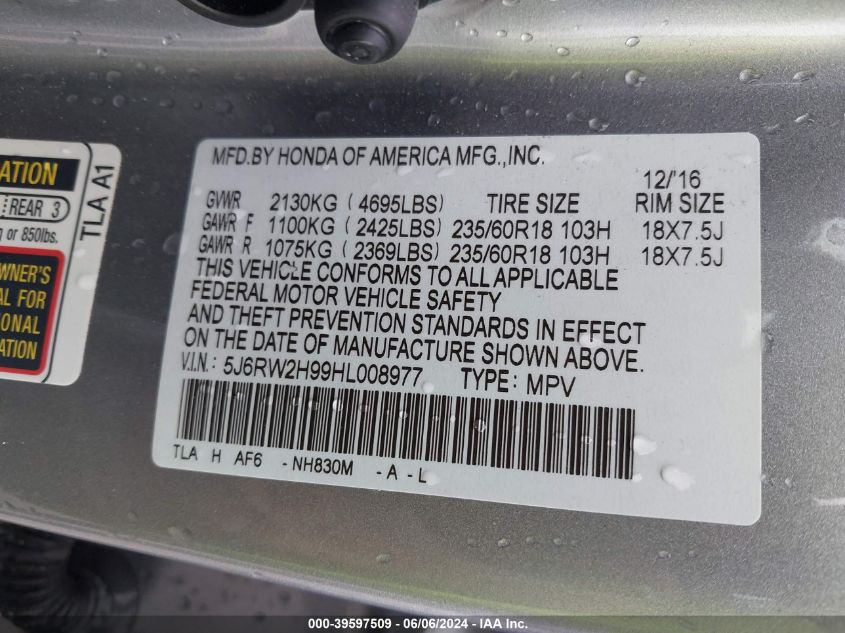 ATION
REAR 3
g or 850lbs.
TLA A1
OWNER'S
AL FOR
IONAL
ATION
MFD.BY HONDA OF AMERICA MFG.,INC.
12/'16
GVWR 2130KG ( 4695LBS) TIRE SIZE RIM SIZE
GAWR F 1100KG ( 2425LBS) 235/60R18 103H 18X7.5J
GAWR R 1075KG ( 2369LBS) 235/60R18 103H 18X7.5J
THIS VEHICLE CONFORMS TO ALL APPLICABLE
FEDERAL MOTOR VEHICLE SAFETY
AND THEFT PREVENTION STANDARDS IN EFFECT
ON THE DATE OF MANUFACTURE SHOWN ABOVE.
V.I.N.: 5J6RW2H99HL008977 TYPE: MPV
TLA H AF6 -NH830M -A-L
000-39597509 - 06/06/2024 - IAAI.com